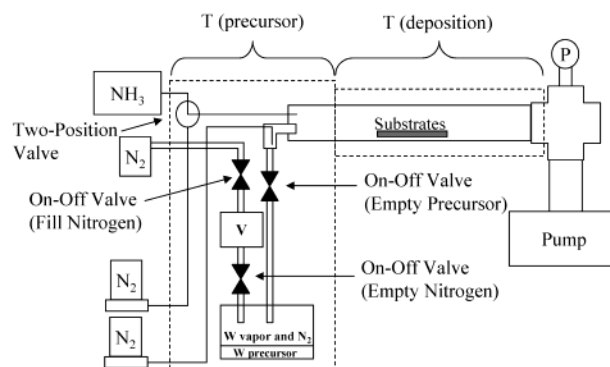 T (precursor)
T (deposition)
P
NH3
Two-Position
Valve
N2
Substrates
On-Off Valve
(Fill Nitrogen)
On-Off Valve
(Empty Precursor)
V
Pump
On-Off Valve
(Empty Nitrogen)
N2
N2
W vapor and N2
W precursor